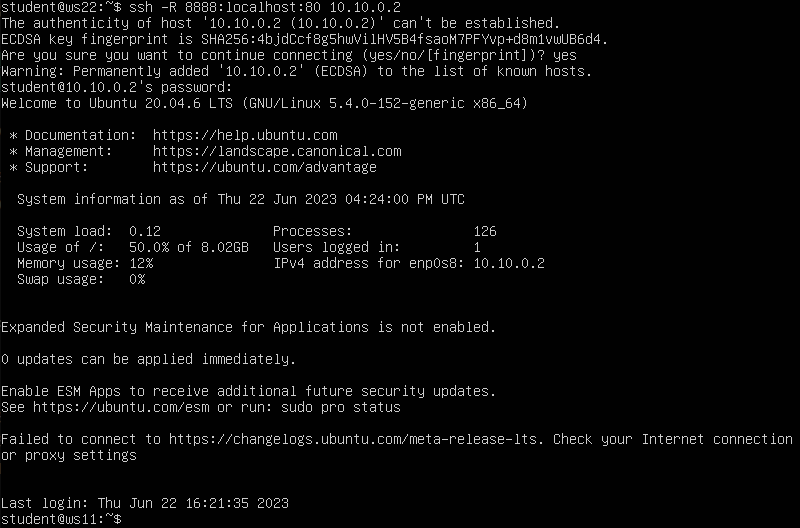 student@ws22:~$ ssh -R 8888:localhost:80 10.10.0.2
The authenticity of host '10.10.0.2 (10.10.0.2)' can't be established.
ECDSA key fingerprint is SHA256:4bjdCcf8g5hwVilHV5B4fsaoM7PFYvp+d8m1vwUB6d4.
Are you sure you want to continue connecting (yes/no/[fingerprint])? yes
Warning: Permanently added '10.10.0.2' (ECDSA) to the list of known hosts.
student@10.10.0.2's password:
Welcome to Ubuntu 20.04.6 LTS (GNU/Linux 5.4.0-152-generic x86_64)
 * Documentation:  https://help.ubuntu.com
 * Management:     https://landscape.canonical.com
 * Support:        https://ubuntu.com/advantage
  System information as of Thu 22 Jun 2023 04:24:00 PM UTC
  System load:  0.12              Processes:               126
  Usage of /:   50.0% of 8.02GB   Users logged in:         1
  Memory usage: 12%               IPv4 address for enp0s8: 10.10.0.2
  Swap usage:   0%
Expanded Security Maintenance for Applications is not enabled.
0 updates can be applied immediately.
Enable ESM Apps to receive additional future security updates.
See https://ubuntu.com/esm or run: sudo pro status
Failed to connect to https://changelogs.ubuntu.com/meta-release-lts. Check your Internet connection
or proxy settings
Last login: Thu Jun 22 16:21:35 2023
student@ws11:~$